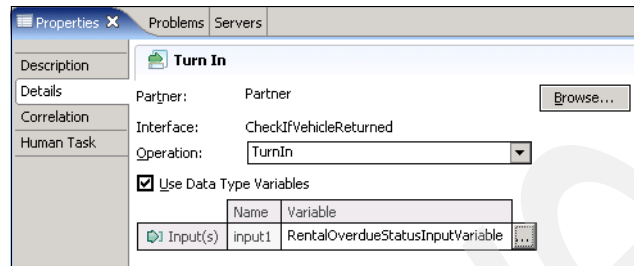 Properties Problems Servers
Description
Details
Correlation
Human Task
Turn In
Partner: Partner Browse...
Interface: CheckIfVehicleReturned
Operation: TurnIn
Use Data Type Variables
Name Variable
Input(s) input1 RentalOverdueStatusInputVariable ...